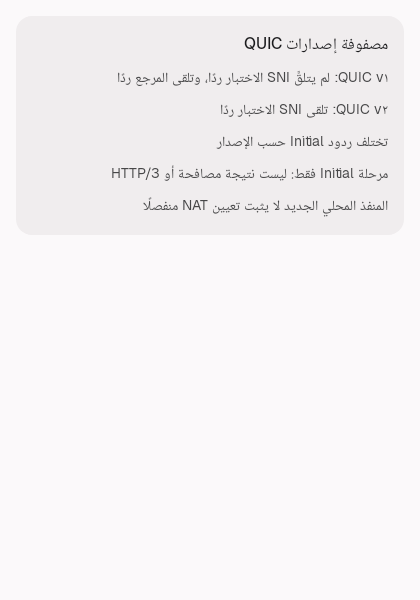 مصفوفة إصدارات QUIC
QUIC v١: لم يتلقَّ SNI الاختبار ردًا، وتلقى المرجع ردًا
QUIC v٢: تلقى SNI الاختبار ردًا
تختلف ردود Initial حسب الإصدار
مرحلة Initial فقط: ليست نتيجة مصافحة أو HTTP/3
المنفذ المحلي الجديد لا يثبت تعيين NAT منفصلًا